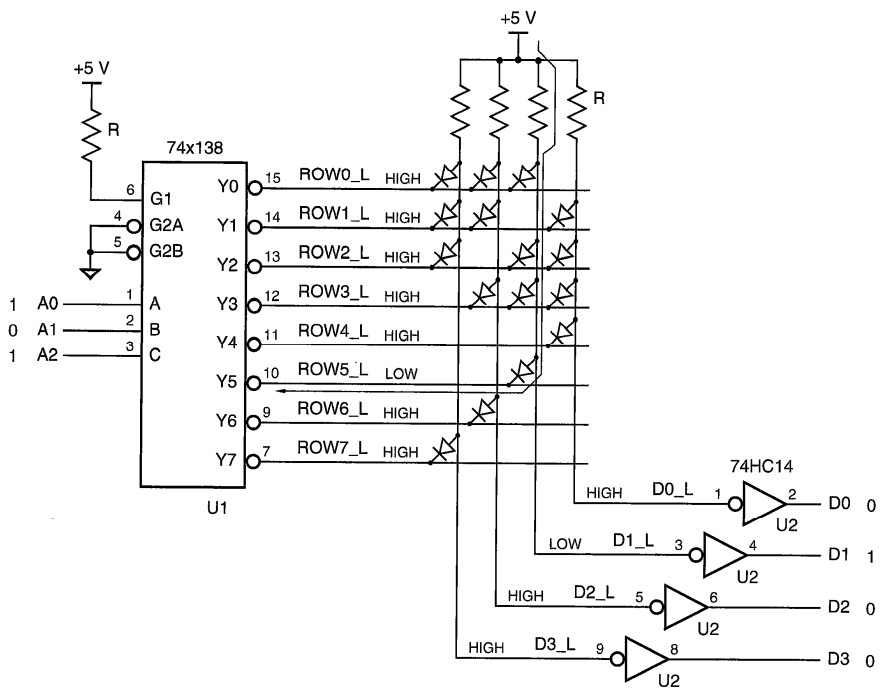 +5 V
+5 V
R
R
74x138
6 G1
4 G2A
5 G2B
1 A0 1 A
0 A1 2 B
1 A2 3 C
Y0 15 ROW0_L HIGH
Y1 14 ROW1_L HIGH
Y2 13 ROW2_L HIGH
Y3 12 ROW3_L HIGH
Y4 11 ROW4_L HIGH
Y5 10 ROW5_L LOW
Y6 9 ROW6_L HIGH
Y7 7 ROW7_L HIGH
U1
74HC14
HIGH D0_L 1 2 D0 0
U2
LOW D1_L 3 4 D1 1
U2
HIGH D2_L 5 6 D2 0
U2
HIGH D3_L 9 8 D3 0
U2